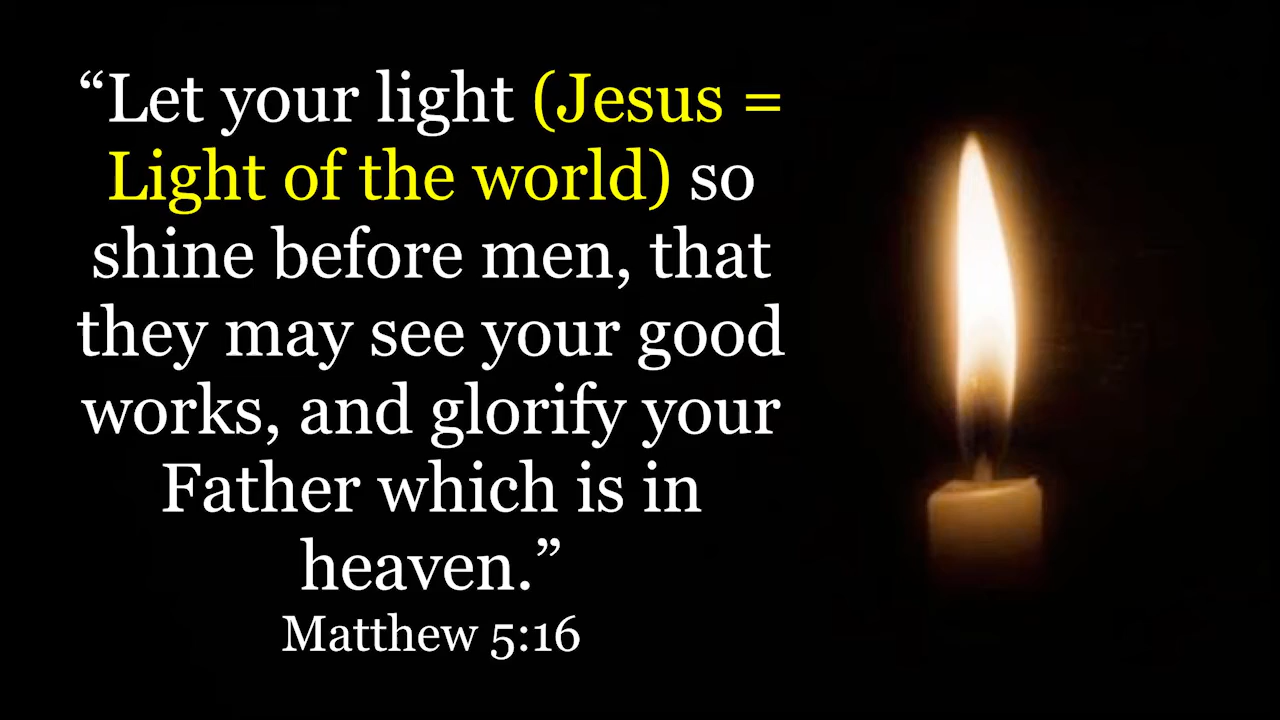 “Let your light (Jesus =
Light of the world) so
shine before men, that
they may see your good
works, and glorify your
Father which is in
heaven.”
Matthew 5:16